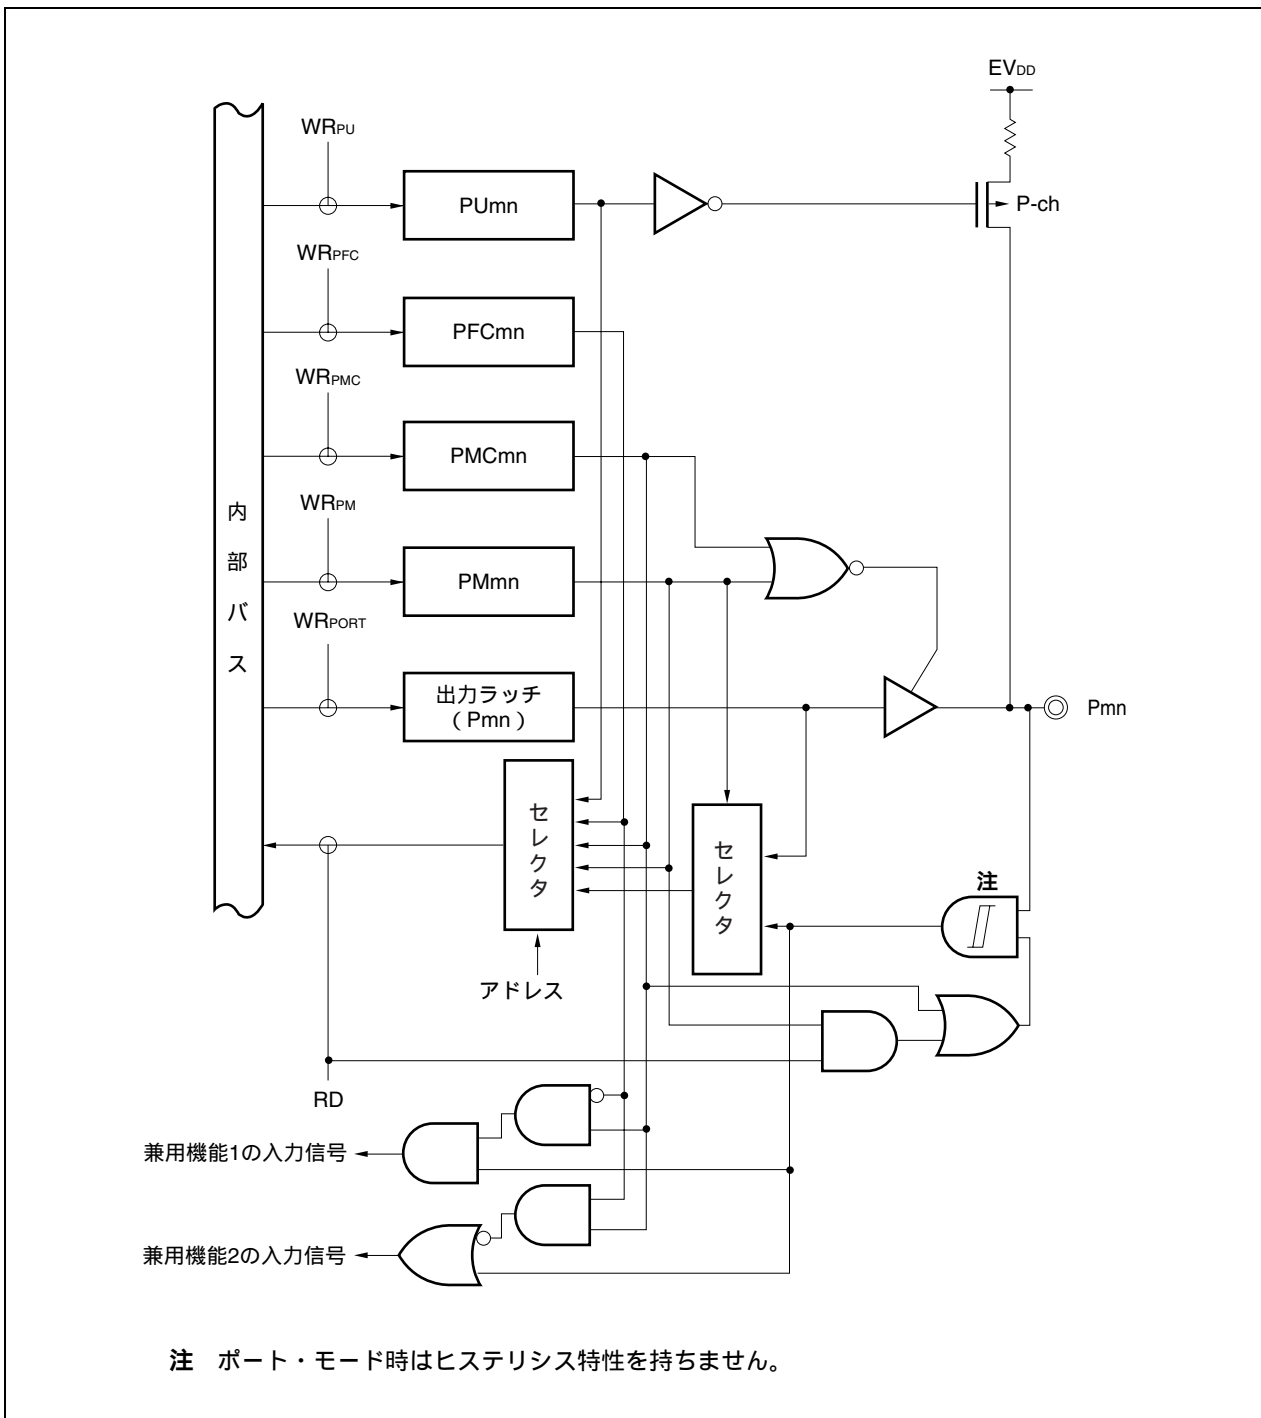 EVDD
WRPU
PUmn
P-ch
WRPFC
PFCmn
WRPMC
PMCmn
WRPM
PMmn
WRPORT
出力ラッチ
(Pmn)
Pmn
内部バス
セレクタ
セレクタ
注
アドレス
RD
兼用機能1の入力信号
兼用機能2の入力信号
注 ポート・モード時はヒステリシス特性を持ちません。